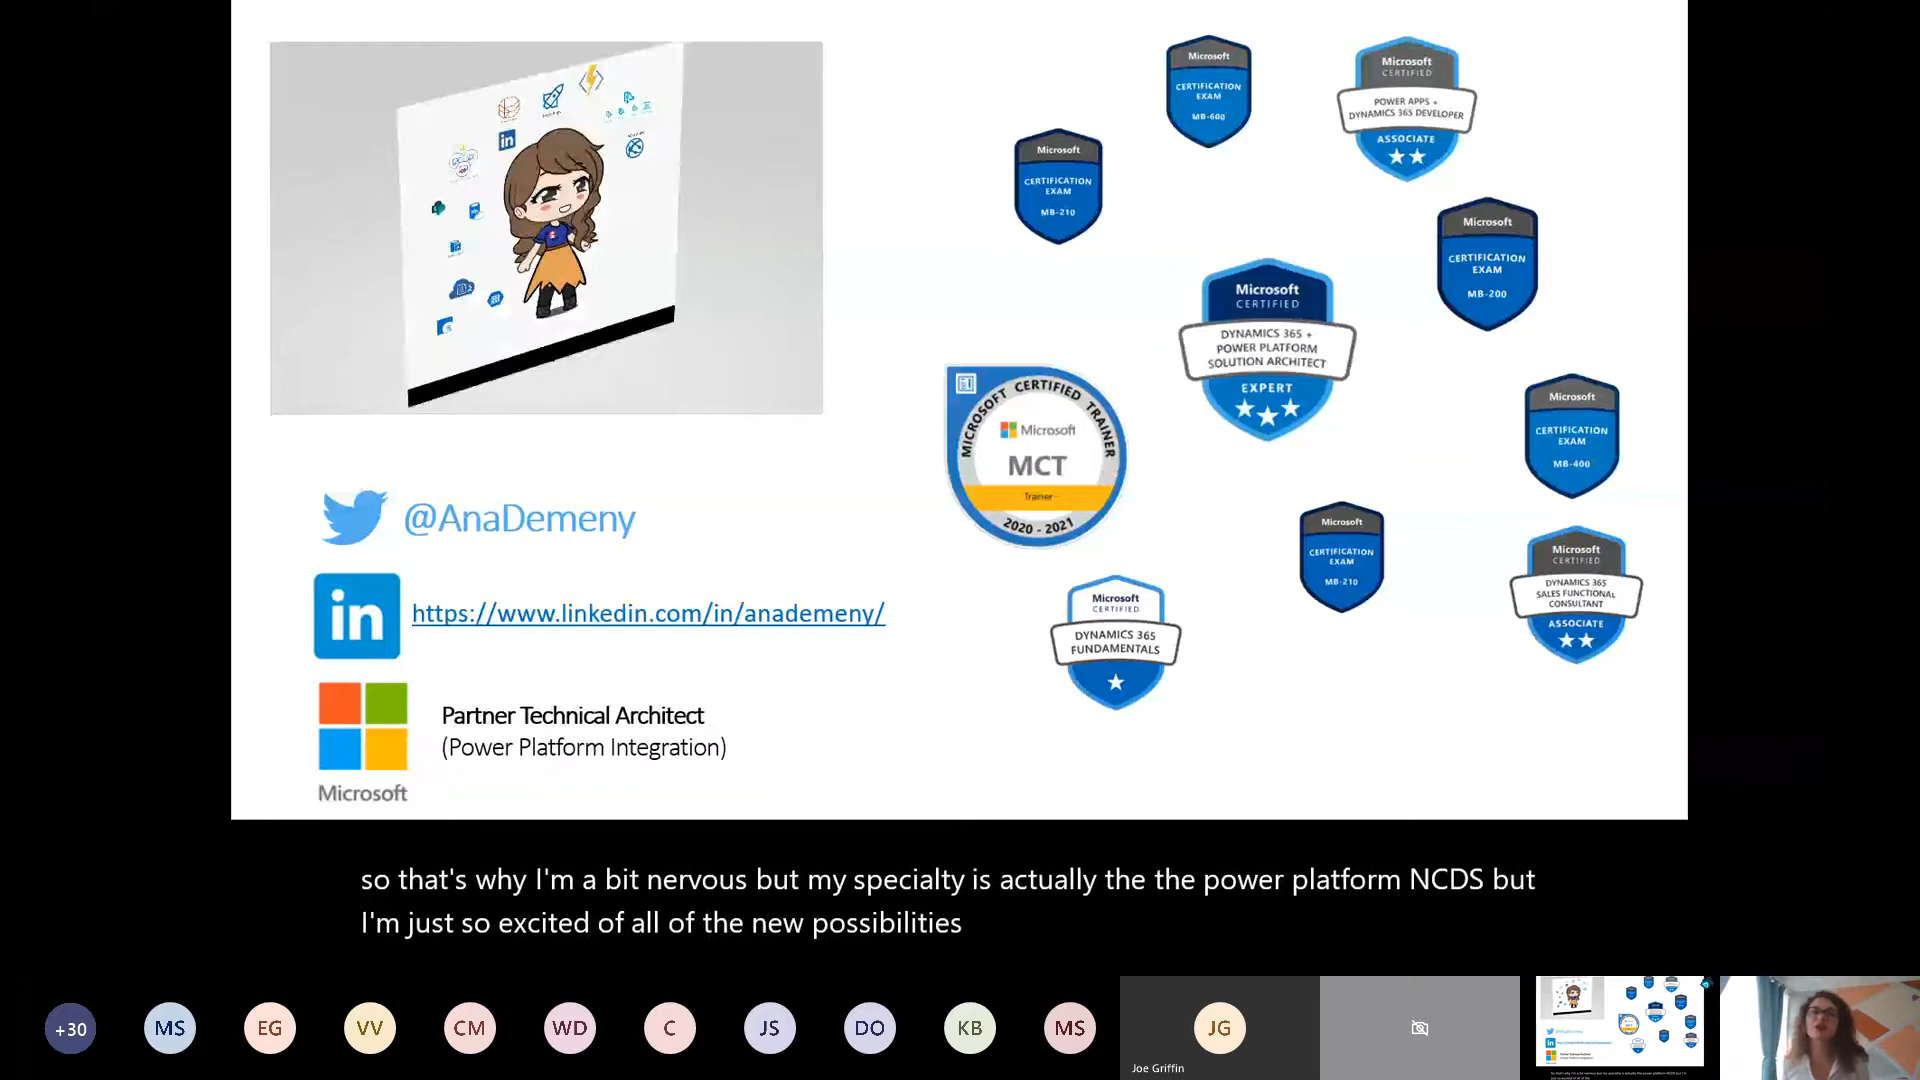 @AnaDemeny
in
https://www.linkedin.com/in/anademeny/
Partner Technical Architect
(Power Platform Integration)
Microsoft
Microsoft
CERTIFICATION
EXAM
MB-600
Microsoft
CERTIFIED
POWER APPS +
DYNAMICS 365 DEVELOPER
ASSOCIATE
Microsoft
CERTIFICATION
EXAM
MB-210
Microsoft
CERTIFICATION
EXAM
MB-200
Microsoft
CERTIFIED
DYNAMICS 365 +
POWER PLATFORM
SOLUTION ARCHITECT
EXPERT
MICROSOFT CERTIFIED TRAINER
Microsoft
MCT
Trainer
2020 - 2021
Microsoft
CERTIFICATION
EXAM
MB-400
Microsoft
CERTIFICATION
EXAM
MB-210
Microsoft
CERTIFIED
DYNAMICS 365
SALES FUNCTIONAL
CONSULTANT
ASSOCIATE
Microsoft
CERTIFIED
DYNAMICS 365
FUNDAMENTALS
so that's why I'm a bit nervous but my specialty is actually the the power platform NCDS but
I'm just so excited of all of the new possibilities
+30
MS
EG
VV
CM
WD
C
JS
DO
KB
MS
JG
Joe Griffin